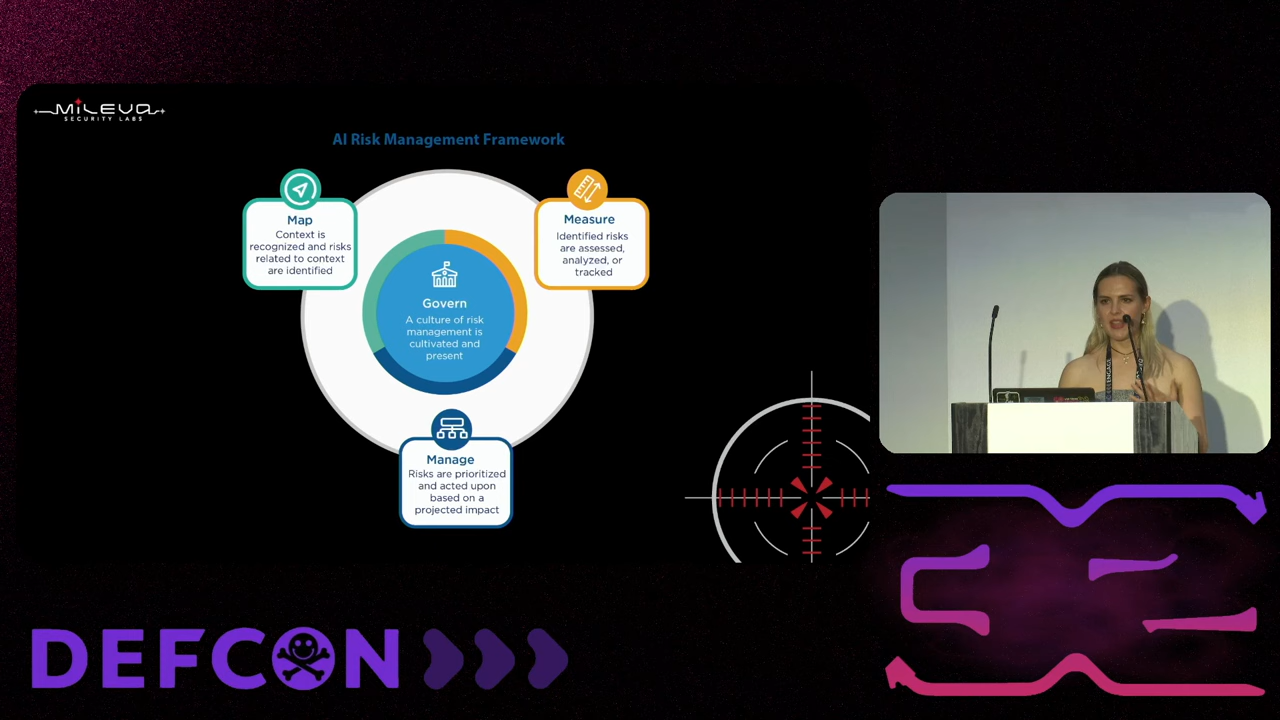 MiLEVA
SECURITY LABS
AI Risk Management Framework
Map
Context is
recognized and risks
related to context
are identified
Measure
Identified risks
are assessed,
analyzed, or
tracked
Govern
A culture of risk
management is
cultivated and
present
Manage
Risks are prioritized
and acted upon
based on a
projected impact
ENGAGE
DEFCON